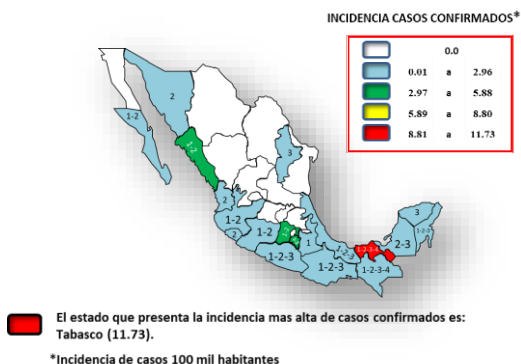 INCIDENCIA CASOS CONFIRMADOS*
0.0
0.01 a 2.96
2.97 a 5.88
5.89 a 8.80
8.81 a 11.73
1-2
2
1-2
3
2
1-2
2
1-2
1-2-3
1
1-2-3
1-2-3
1-2-3-4
1-2-3-4
2-3
3
El estado que presenta la incidencia mas alta de casos confirmados es:
Tabasco (11.73).
*Incidencia de casos 100 mil habitantes